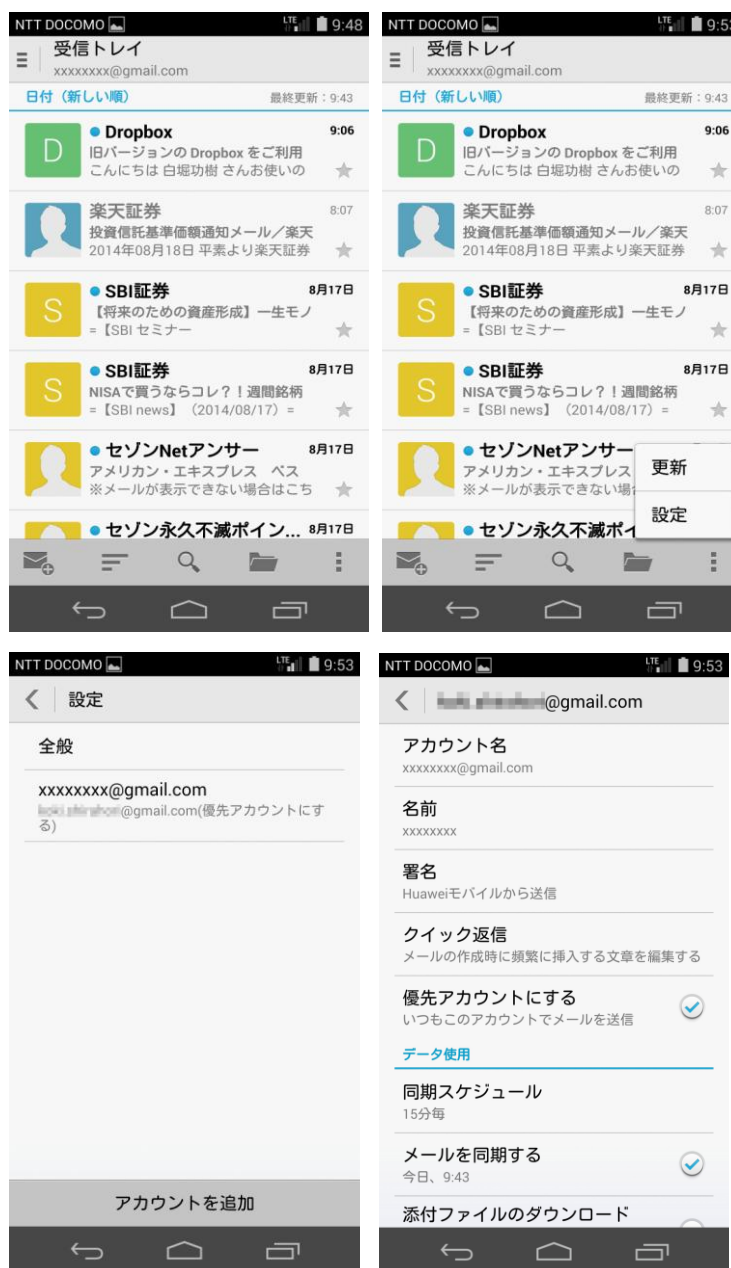 NTT DOCOMO LTE 9:48
受信トレイ
xxxxxxxx@gmail.com
日付（新しい順） 最終更新：9:43
D Dropbox 9:06
旧バージョンの Dropbox をご利用
こんにちは 白堀功樹 さんお使いの
楽天証券 8:07
投資信託基準価額通知メール／楽天
2014年08月18日 平素より楽天証券
S SBI証券 8月17日
【将来のための資産形成】一生モノ
=【SBI セミナー
S SBI証券 8月17日
NISAで買うならコレ？！週間銘柄
=【SBI news】（2014/08/17）=
セゾンNetアンサー 8月17日
アメリカン・エキスプレス ベス
※メールが表示できない場合はこち
セゾン永久不滅ポイン... 8月17日
NTT DOCOMO LTE 9:53
受信トレイ
xxxxxxxx@gmail.com
日付（新しい順） 最終更新：9:43
D Dropbox 9:06
旧バージョンの Dropbox をご利用
こんにちは 白堀功樹 さんお使いの
楽天証券 8:07
投資信託基準価額通知メール／楽天
2014年08月18日 平素より楽天証券
S SBI証券 8月17日
【将来のための資産形成】一生モノ
=【SBI セミナー
S SBI証券 8月17日
NISAで買うならコレ？！週間銘柄
=【SBI news】（2014/08/17）=
セゾンNetアンサー
アメリカン・エキスプレス
※メールが表示できない場
セゾン永久不滅ポイ
更新
設定
NTT DOCOMO LTE 9:53
設定
全般
xxxxxxxx@gmail.com
@gmail.com(優先アカウントにす
る)
アカウントを追加
NTT DOCOMO LTE 9:53
@gmail.com
アカウント名
xxxxxxxx@gmail.com
名前
xxxxxxxx
署名
Huaweiモバイルから送信
クイック返信
メールの作成時に頻繁に挿入する文章を編集する
優先アカウントにする
いつもこのアカウントでメールを送信
データ使用
同期スケジュール
15分毎
メールを同期する
今日、9:43
添付ファイルのダウンロード